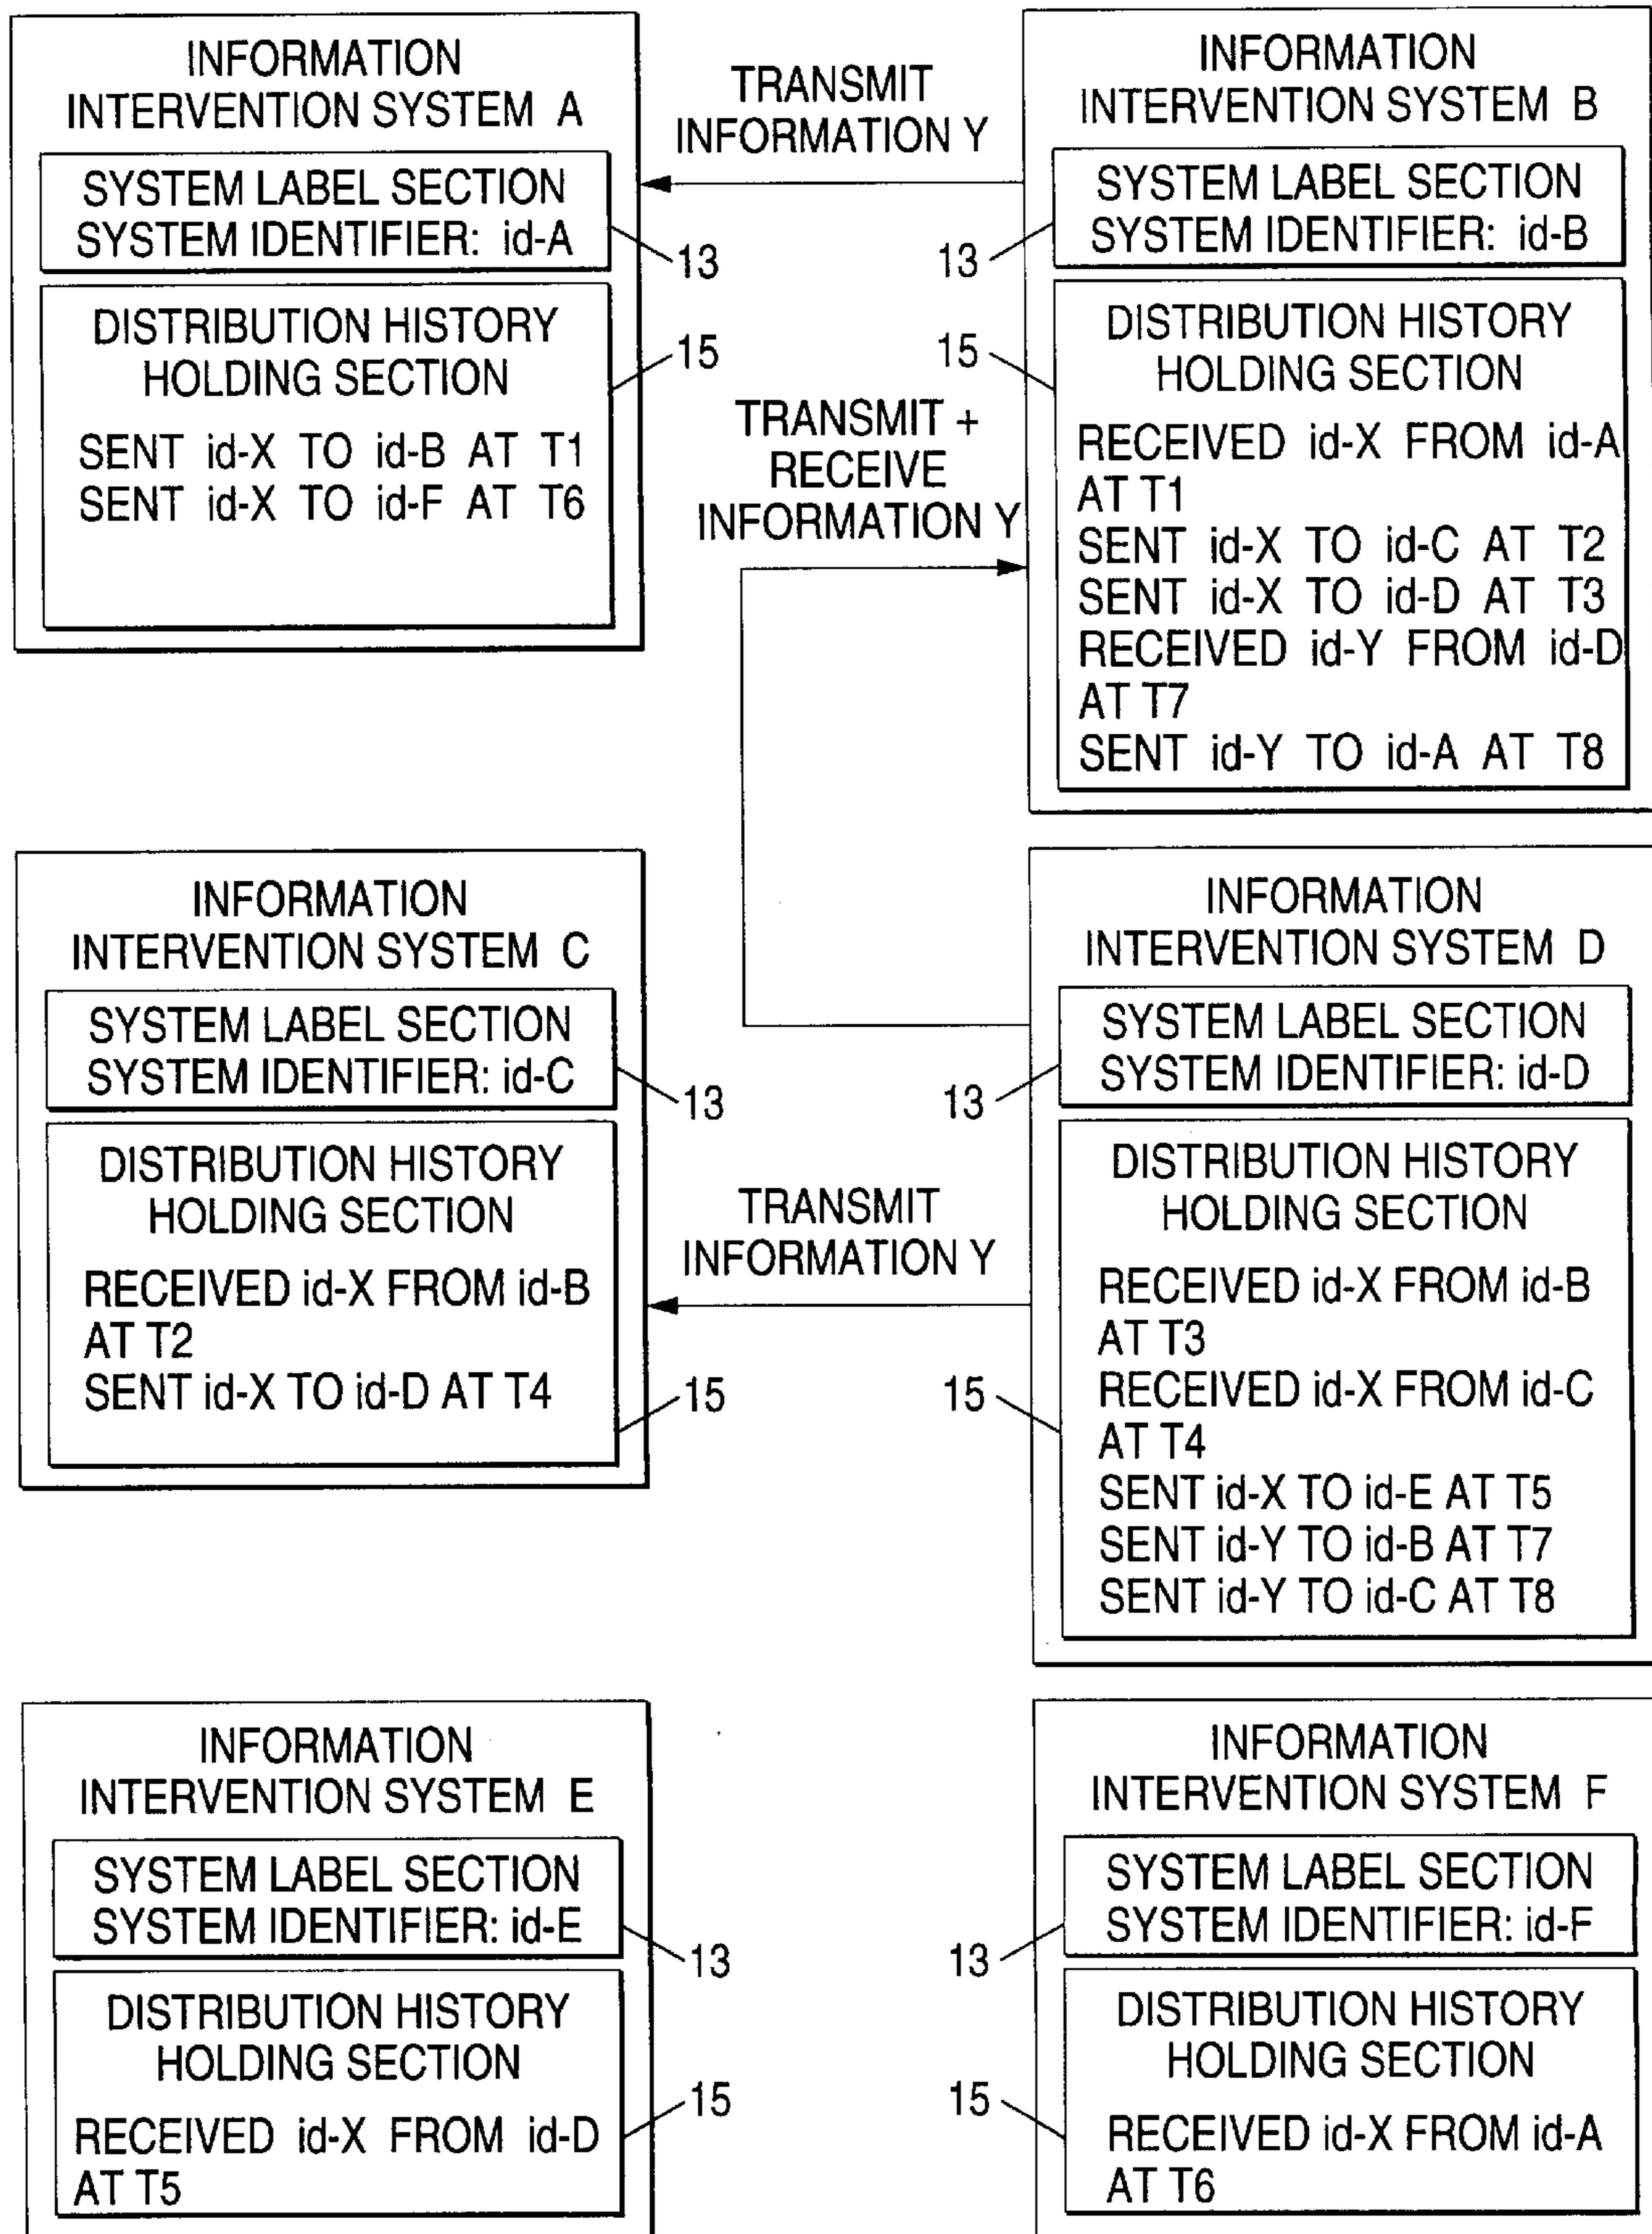 INFORMATION
INTERVENTION SYSTEM A
SYSTEM LABEL SECTION
SYSTEM IDENTIFIER: id-A
13
DISTRIBUTION HISTORY
HOLDING SECTION
15
SENT id-X TO id-B AT T1
SENT id-X TO id-F AT T6
TRANSMIT
INFORMATION Y
TRANSMIT +
RECEIVE
INFORMATION Y
INFORMATION
INTERVENTION SYSTEM B
SYSTEM LABEL SECTION
SYSTEM IDENTIFIER: id-B
13
DISTRIBUTION HISTORY
HOLDING SECTION
15
RECEIVED id-X FROM id-A
AT T1
SENT id-X TO id-C AT T2
SENT id-X TO id-D AT T3
RECEIVED id-Y FROM id-D
AT T7
SENT id-Y TO id-A AT T8
INFORMATION
INTERVENTION SYSTEM C
SYSTEM LABEL SECTION
SYSTEM IDENTIFIER: id-C
13
DISTRIBUTION HISTORY
HOLDING SECTION
RECEIVED id-X FROM id-B
AT T2
SENT id-X TO id-D AT T4
15
TRANSMIT
INFORMATION Y
INFORMATION
INTERVENTION SYSTEM D
SYSTEM LABEL SECTION
SYSTEM IDENTIFIER: id-D
13
DISTRIBUTION HISTORY
HOLDING SECTION
RECEIVED id-X FROM id-B
AT T3
RECEIVED id-X FROM id-C
15
AT T4
SENT id-X TO id-E AT T5
SENT id-Y TO id-B AT T7
SENT id-Y TO id-C AT T8
INFORMATION
INTERVENTION SYSTEM E
SYSTEM LABEL SECTION
SYSTEM IDENTIFIER: id-E
13
DISTRIBUTION HISTORY
HOLDING SECTION
15
RECEIVED id-X FROM id-D
AT T5
INFORMATION
INTERVENTION SYSTEM F
SYSTEM LABEL SECTION
SYSTEM IDENTIFIER: id-F
13
DISTRIBUTION HISTORY
HOLDING SECTION
15
RECEIVED id-X FROM id-A
AT T6